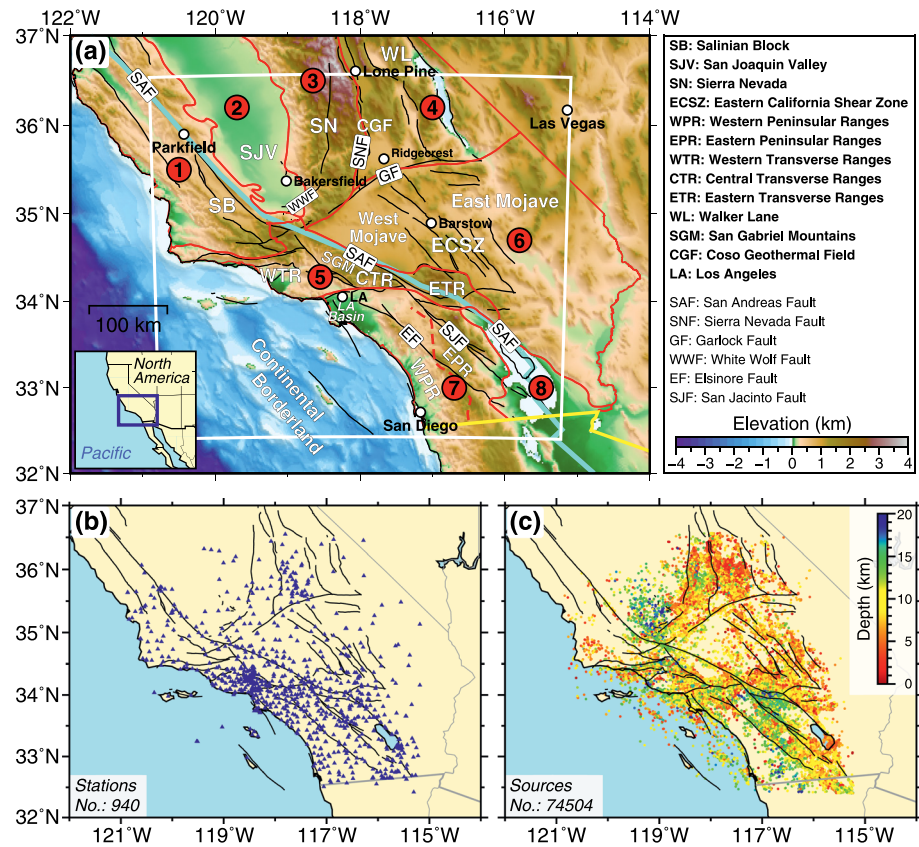 122°W 120°W 118°W 116°W 114°W
37°N
36°N
35°N
34°N
33°N
32°N
(a)
SAF
3
WL
Lone Pine
2
4
SN
CGF
Las Vegas
Parkfield
SJV
SNF
Ridgecrest
1
Bakersfield
GF
WWF
SB
West
Mojave
East Mojave
Barstow
ECSZ
6
SAF
SGM
CTR
WTR
5
ETR
LA
LA
Basin
100 km
EF
SJF
SAF
EPR
WPR
7
8
Continental
Borderland
San Diego
North
America
Pacific
SB: Salinian Block
SJV: San Joaquin Valley
SN: Sierra Nevada
ECSZ: Eastern California Shear Zone
WPR: Western Peninsular Ranges
EPR: Eastern Peninsular Ranges
WTR: Western Transverse Ranges
CTR: Central Transverse Ranges
ETR: Eastern Transverse Ranges
WL: Walker Lane
SGM: San Gabriel Mountains
CGF: Coso Geothermal Field
LA: Los Angeles
SAF: San Andreas Fault
SNF: Sierra Nevada Fault
GF: Garlock Fault
WWF: White Wolf Fault
EF: Elsinore Fault
SJF: San Jacinto Fault
Elevation (km)
−4 −3 −2 −1 0 1 2 3 4
37°N
36°N
35°N
34°N
33°N
32°N
(b)
Stations
No.: 940
121°W 119°W 117°W 115°W
(c)
Depth (km)
20
15
10
5
0
Sources
No.: 74504
121°W 119°W 117°W 115°W